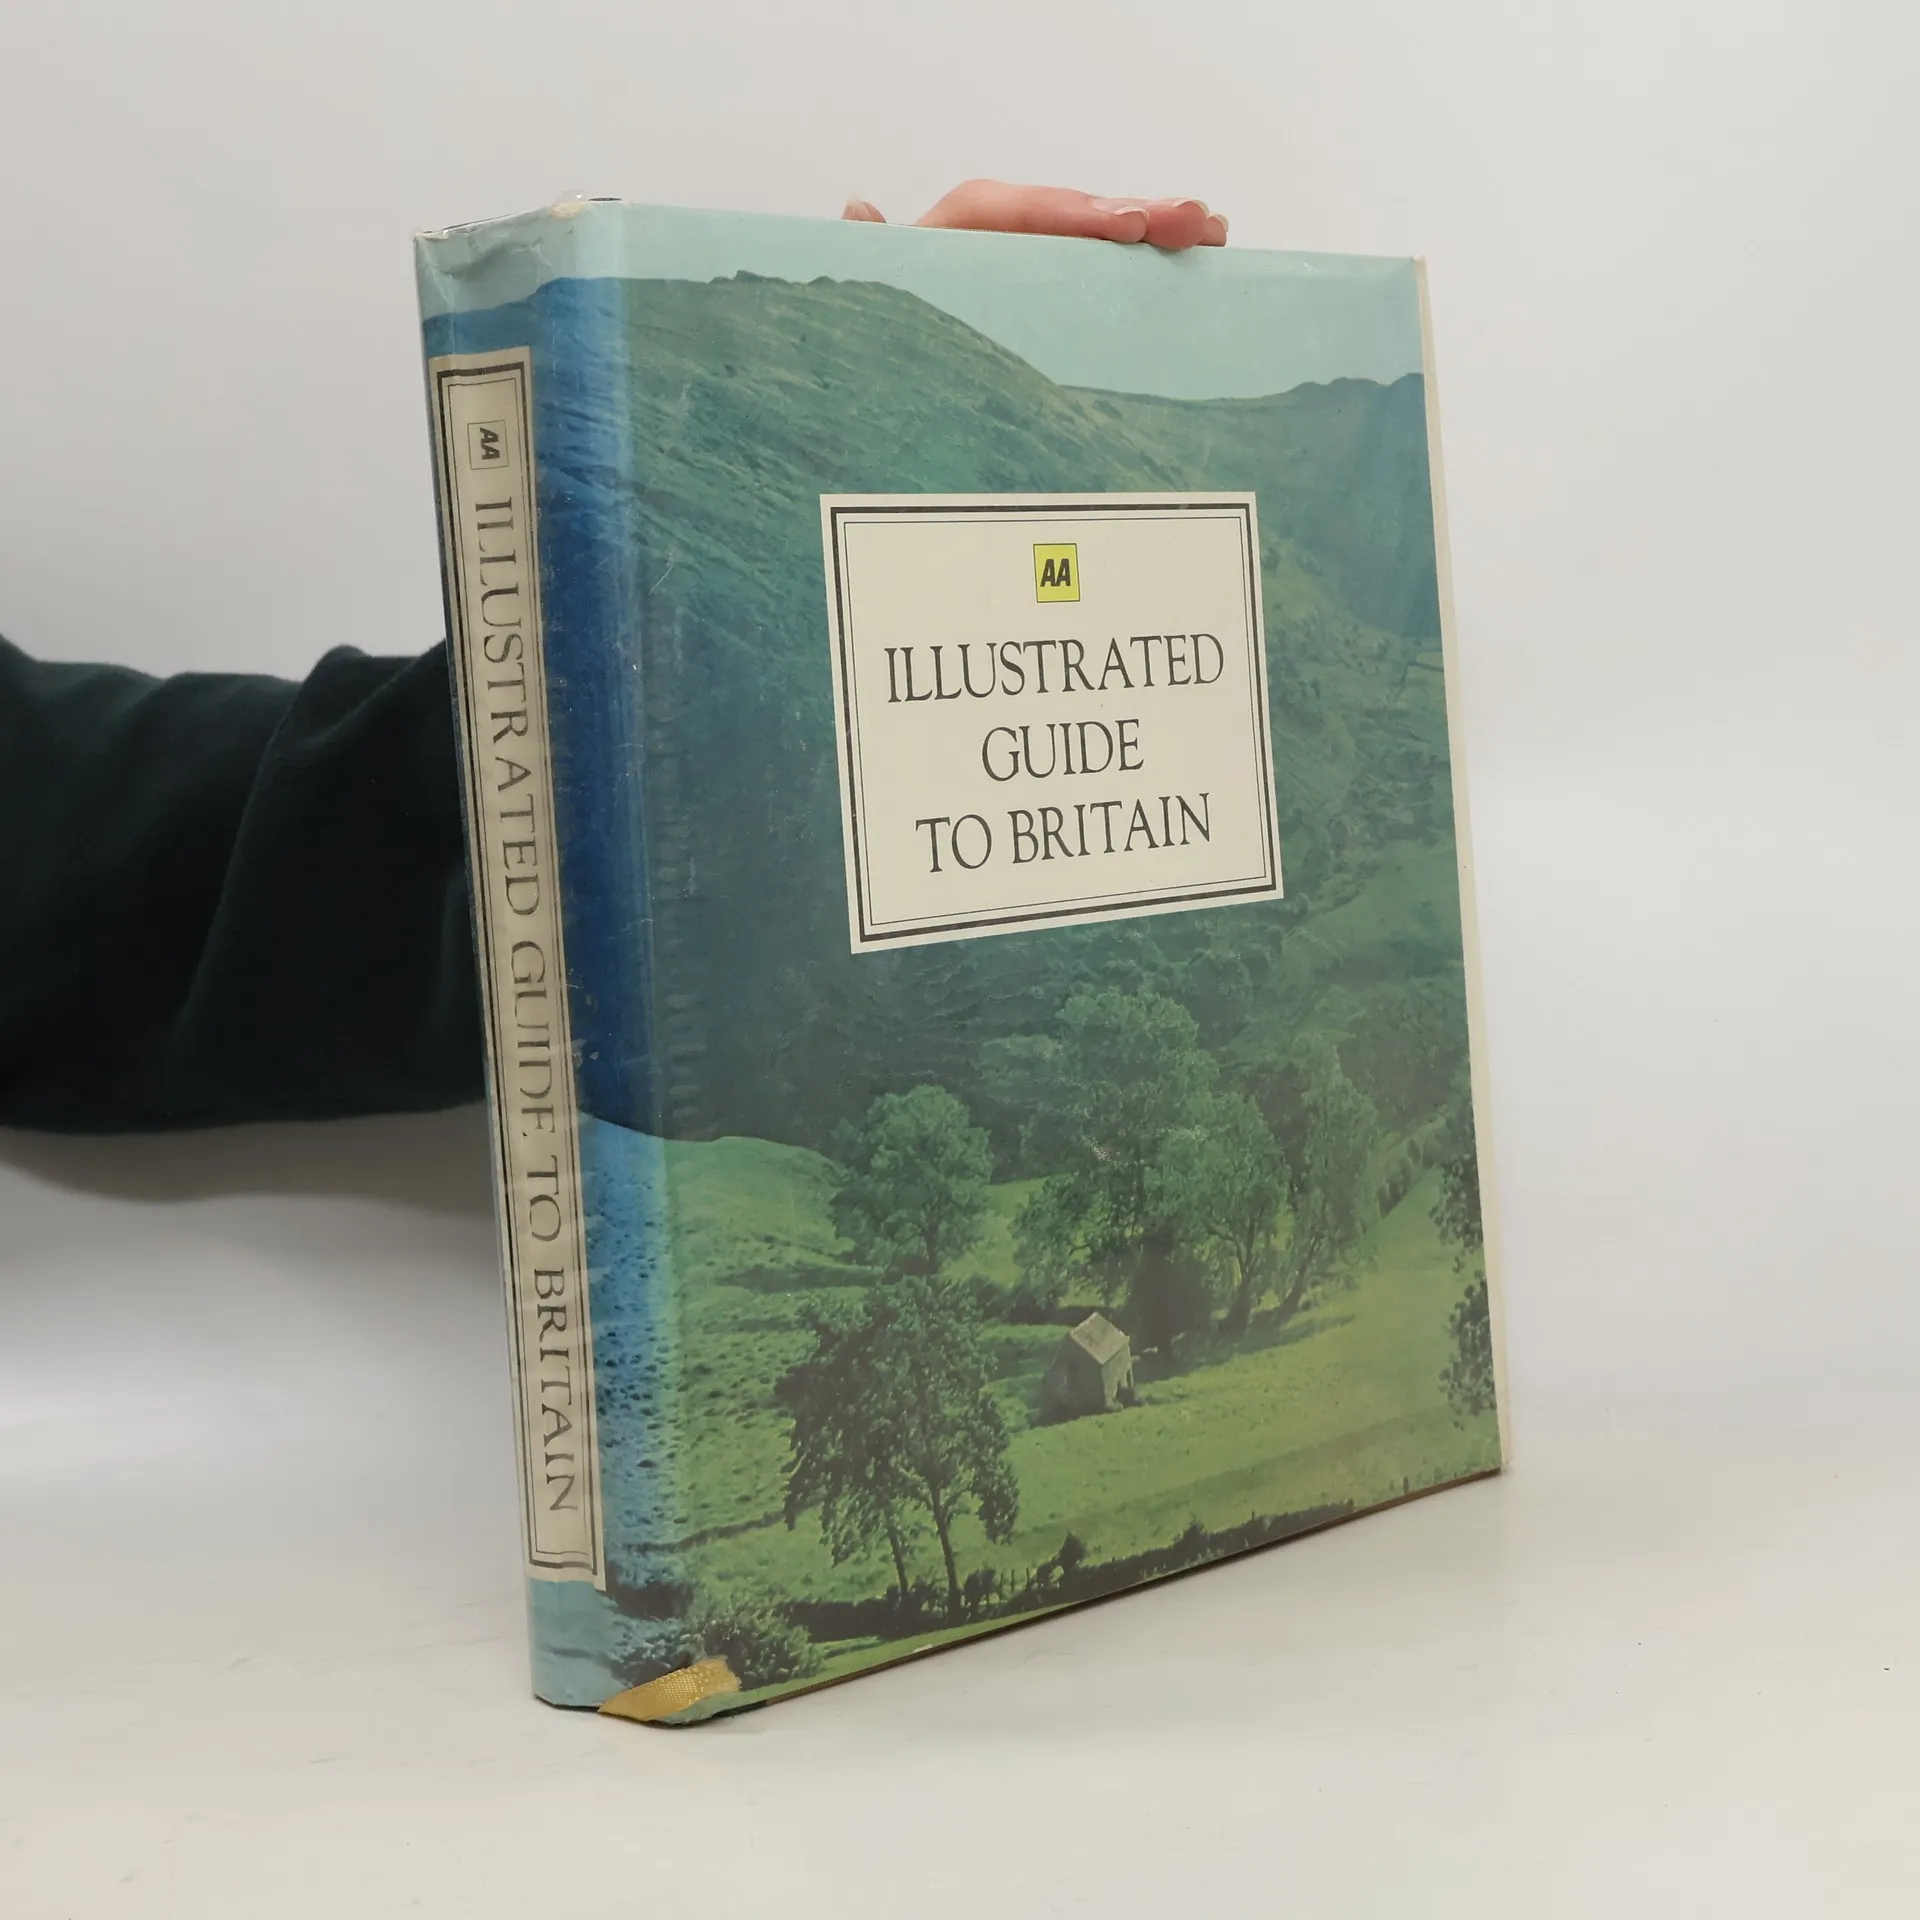 AA ILLUSTRATED GUIDE TO BRITAIN
AA
ILLUSTRATED
GUIDE
TO BRITAIN